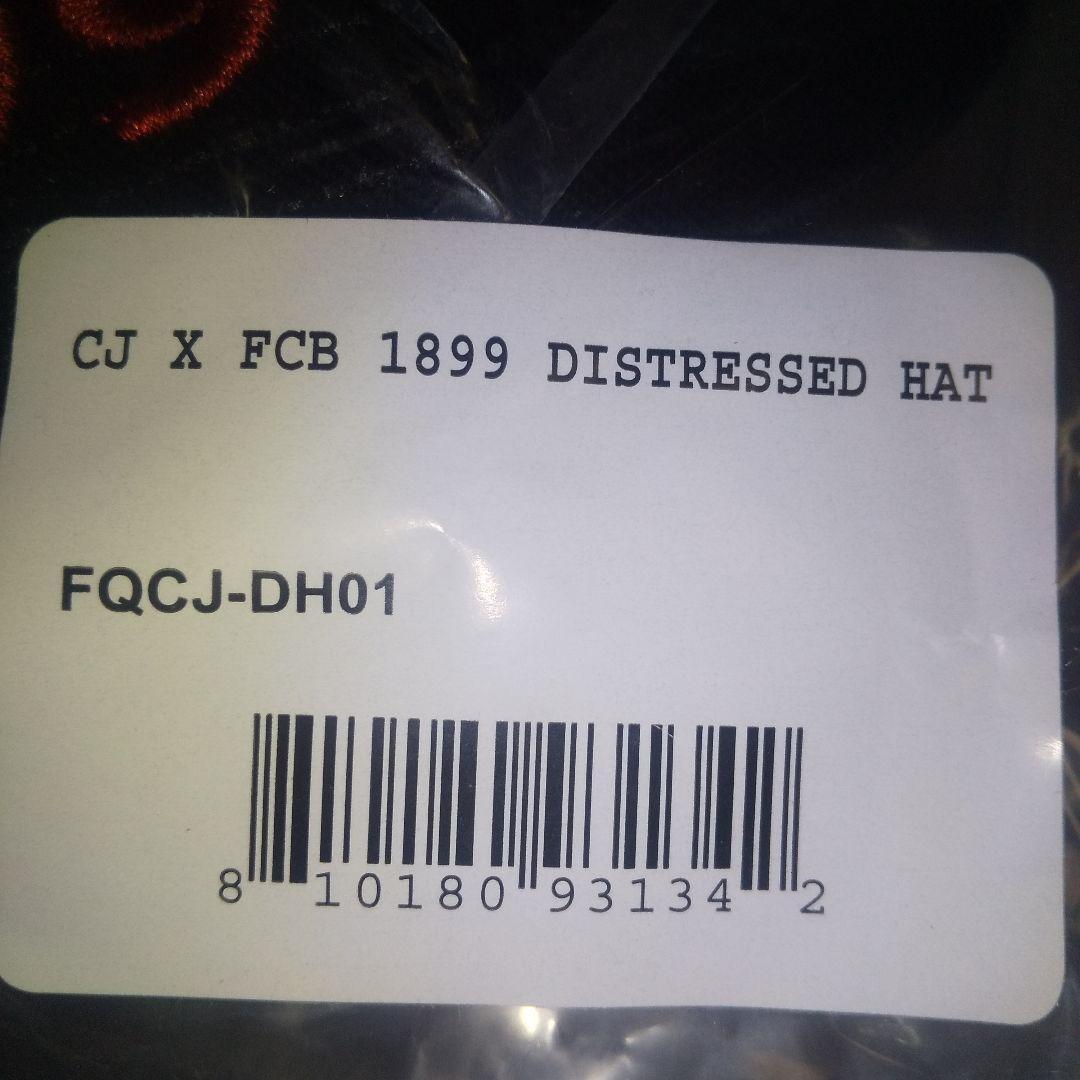 CJ X FCB 1899 DISTRESSED HAT
FQCJ-DH01
8 10180 93134 2